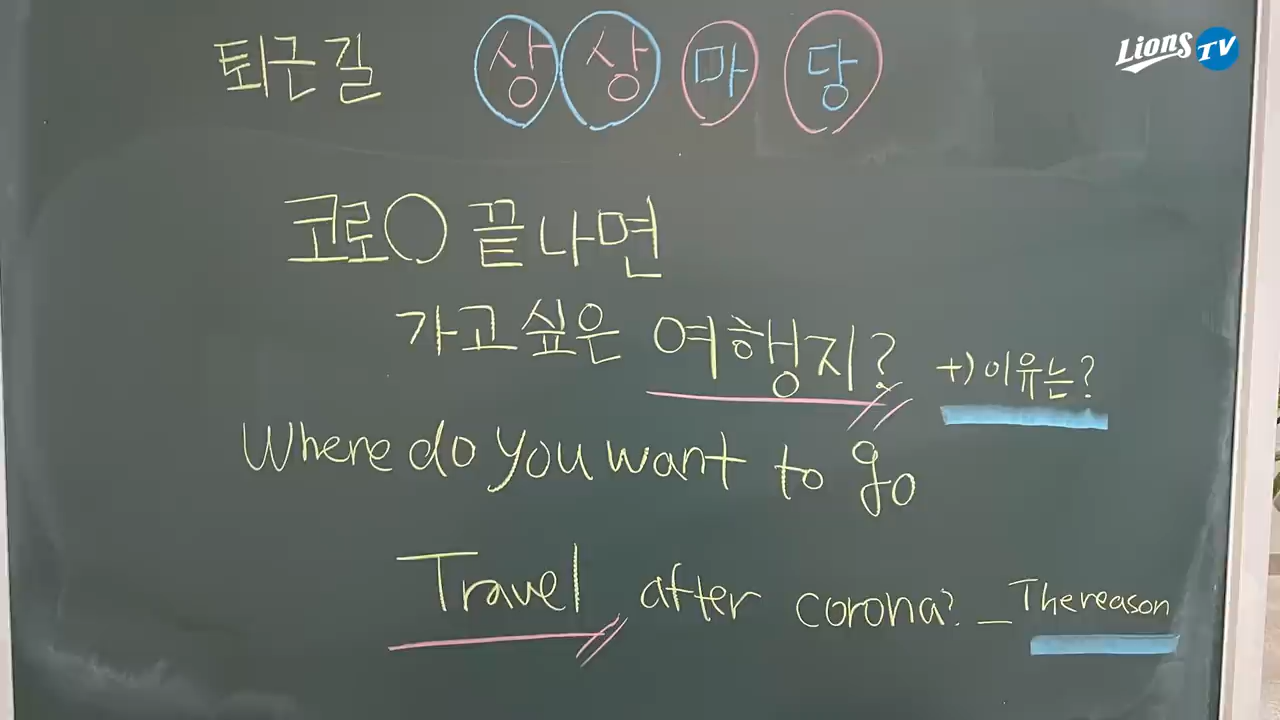 퇴근길 상상마당
Lions TV
코로○ 끝나면
가고싶은 여행지?
+) 이유는?
Where do you want to go
Travel after corona? _ The reason